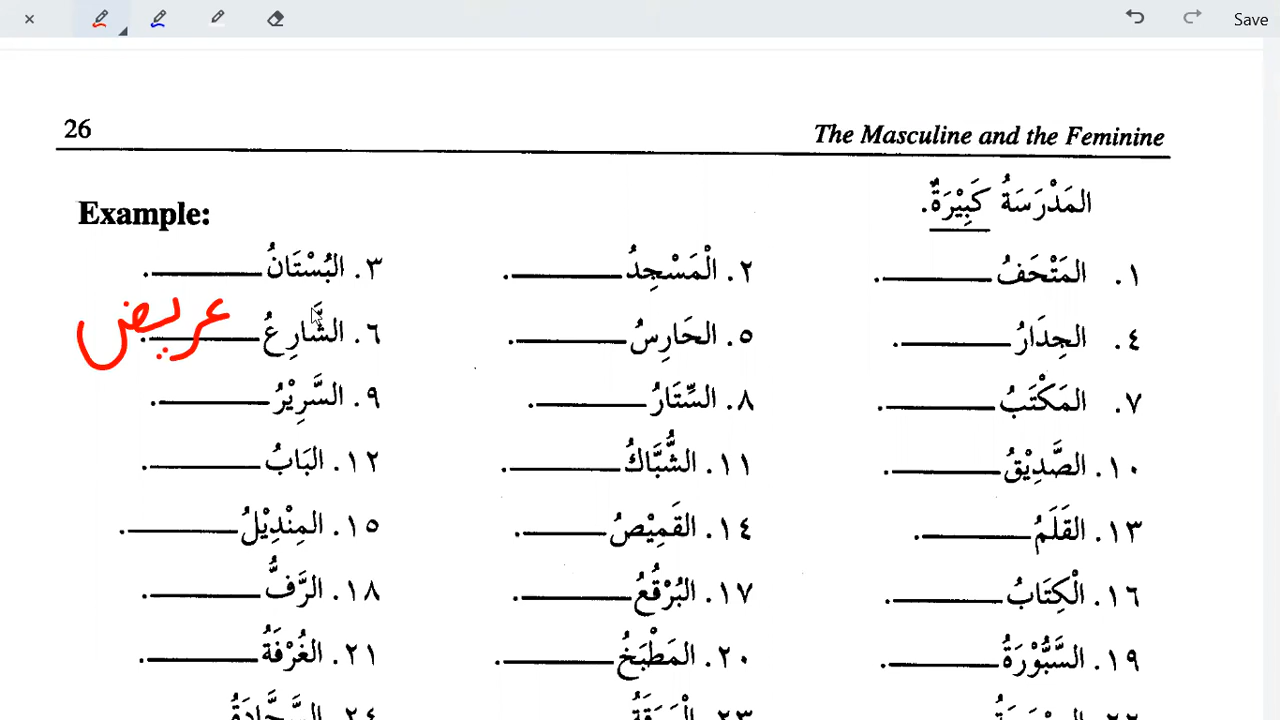 Save
26 The Masculine and the Feminine
Example: المَدْرَسَةُ كَبِيْرَةٌ.
١. المَتْحَفُ ______. ٢. الْمَسْجِدُ ______. ٣. البُسْتَانُ ______.
٤. الجِدَارُ ______. ٥. الحَارِسُ ______. ٦. الشَّارِعُ عريض.
٧. المَكْتَبُ ______. ٨. السِّتَارُ ______. ٩. السَّرِيْرُ ______.
١٠. الصَّدِيْقُ ______. ١١. الشُّبَّاكُ ______. ١٢. البَابُ ______.
١٣. القَلَمُ ______. ١٤. القَمِيْصُ ______. ١٥. المِنْدِيْلُ ______.
١٦. الْكِتَابُ ______. ١٧. البُرْقُعُ ______. ١٨. الرَّفُّ ______.
١٩. السَّبُّوْرَةُ ______. ٢٠. المَطْبَخُ ______. ٢١. الغُرْفَةُ ______.
٢٤. السَّجَّادَةُ